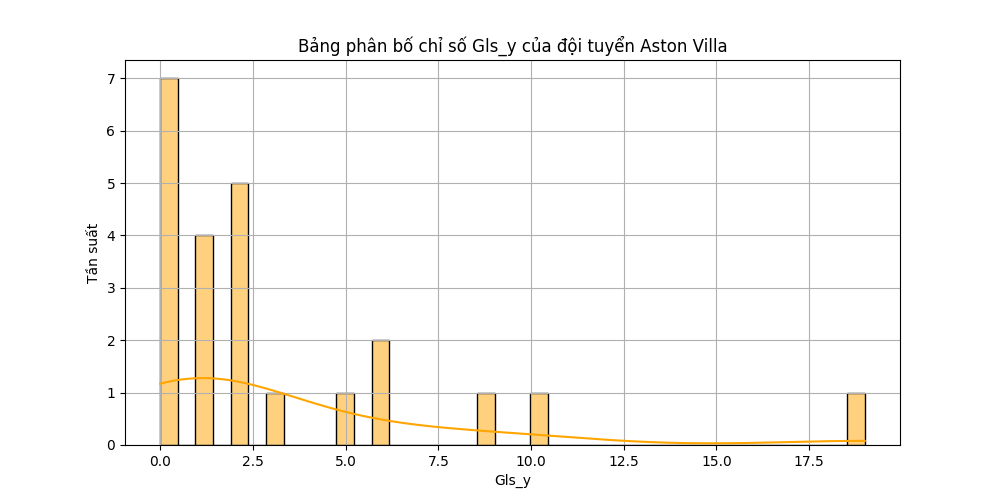 Bảng phân bố chỉ số Gls_y của đội tuyển Aston Villa
7
6
5
4
3
2
1
0
Tần suất
0.0 2.5 5.0 7.5 10.0 12.5 15.0 17.5
Gls_y